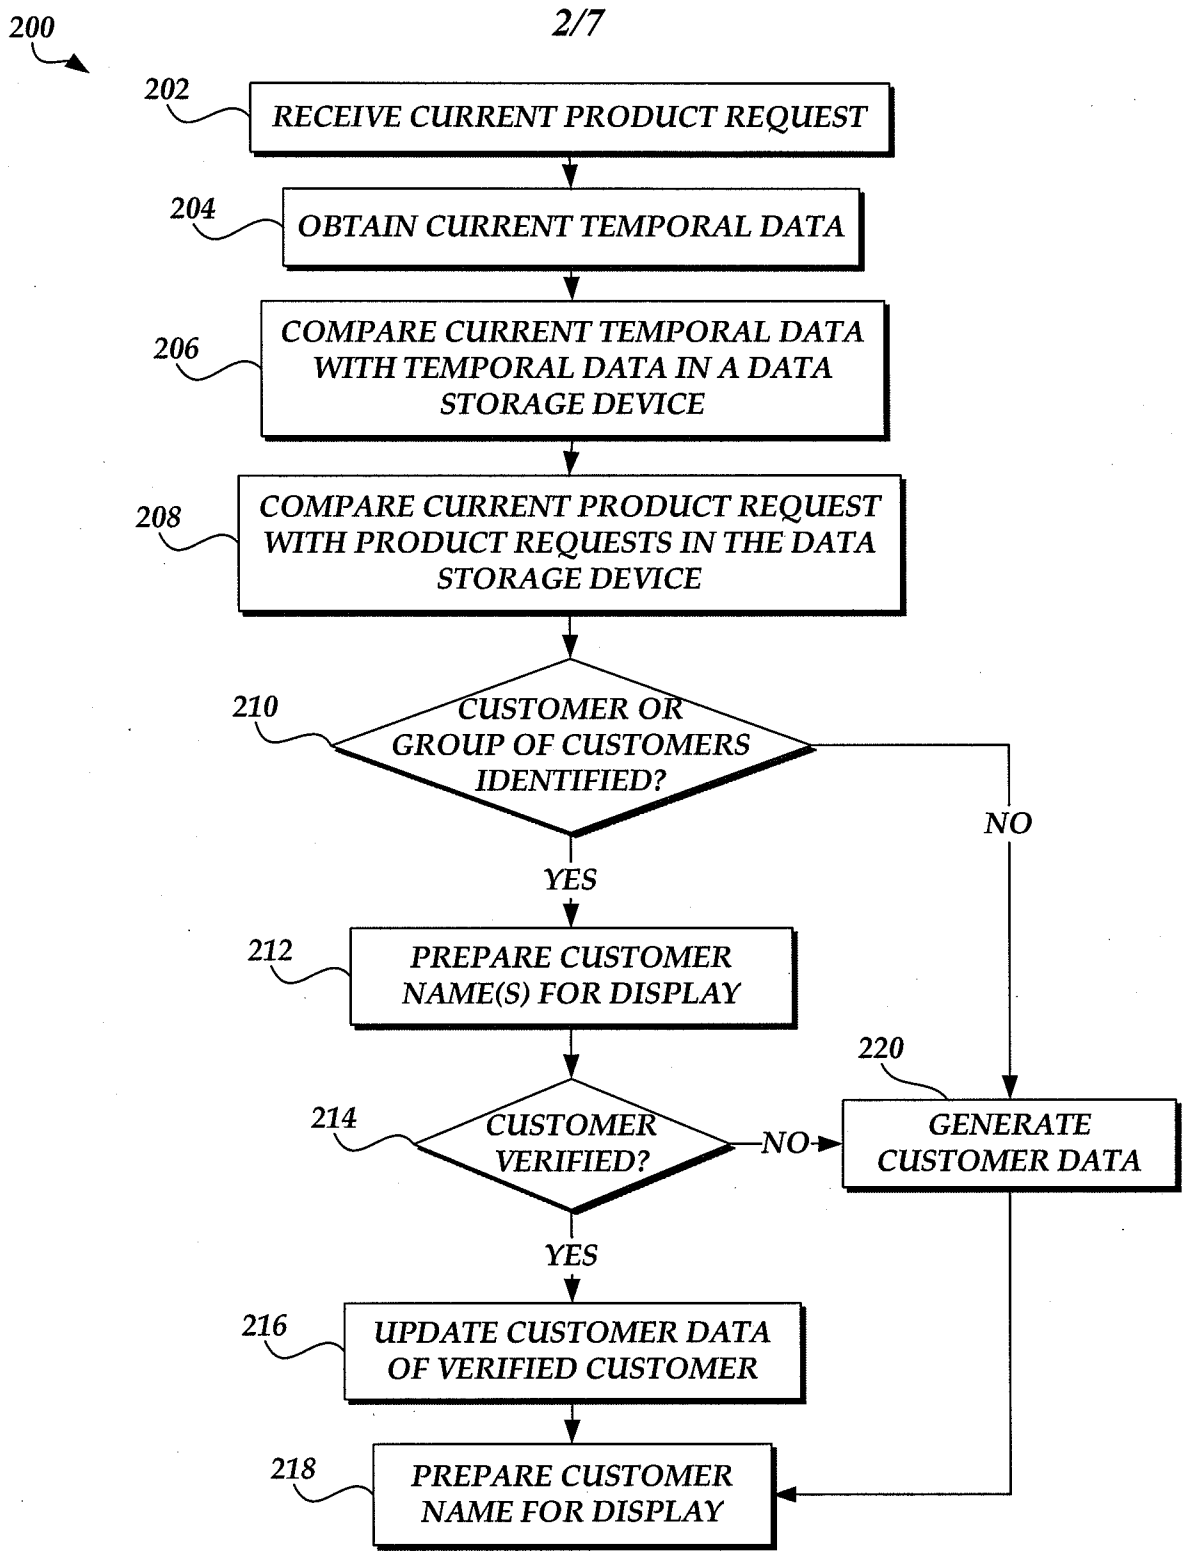 2/7
200
202
RECEIVE CURRENT PRODUCT REQUEST
204
OBTAIN CURRENT TEMPORAL DATA
206
COMPARE CURRENT TEMPORAL DATA
WITH TEMPORAL DATA IN A DATA
STORAGE DEVICE
208
COMPARE CURRENT PRODUCT REQUEST
WITH PRODUCT REQUESTS IN THE DATA
STORAGE DEVICE
210
CUSTOMER OR
GROUP OF CUSTOMERS
IDENTIFIED?
NO
YES
212
PREPARE CUSTOMER
NAME(S) FOR DISPLAY
214
CUSTOMER
VERIFIED?
NO
220
GENERATE
CUSTOMER DATA
YES
216
UPDATE CUSTOMER DATA
OF VERIFIED CUSTOMER
218
PREPARE CUSTOMER
NAME FOR DISPLAY